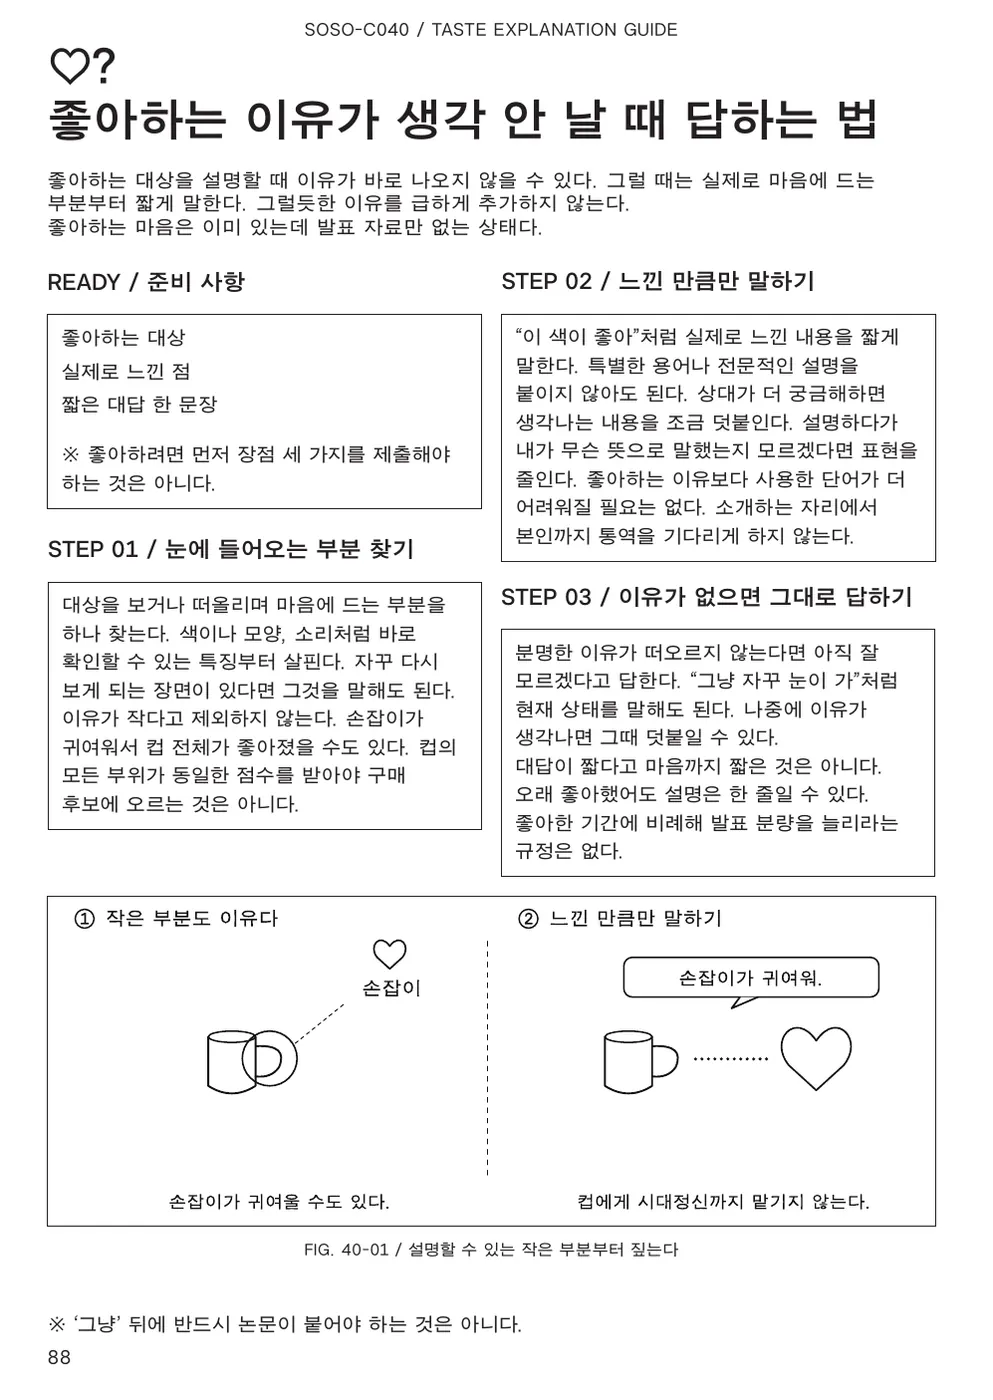 SOSO-C040 / TASTE EXPLANATION GUIDE
♡?
좋아하는 이유가 생각 안 날 때 답하는 법
좋아하는 대상을 설명할 때 이유가 바로 나오지 않을 수 있다. 그럴 때는 실제로 마음에 드는
부분부터 짧게 말한다. 그럴듯한 이유를 급하게 추가하지 않는다.
좋아하는 마음은 이미 있는데 발표 자료만 없는 상태다.
READY / 준비 사항
좋아하는 대상
실제로 느낀 점
짧은 대답 한 문장
※ 좋아하려면 먼저 장점 세 가지를 제출해야
하는 것은 아니다.
STEP 01 / 눈에 들어오는 부분 찾기
대상을 보거나 떠올리며 마음에 드는 부분을
하나 찾는다. 색이나 모양, 소리처럼 바로
확인할 수 있는 특징부터 살핀다. 자꾸 다시
보게 되는 장면이 있다면 그것을 말해도 된다.
이유가 작다고 제외하지 않는다. 손잡이가
귀여워서 컵 전체가 좋아졌을 수도 있다. 컵의
모든 부위가 동일한 점수를 받아야 구매
후보에 오르는 것은 아니다.
STEP 02 / 느낀 만큼만 말하기
“이 색이 좋아”처럼 실제로 느낀 내용을 짧게
말한다. 특별한 용어나 전문적인 설명을
붙이지 않아도 된다. 상대가 더 궁금해하면
생각나는 내용을 조금 덧붙인다. 설명하다가
내가 무슨 뜻으로 말했는지 모르겠다면 표현을
줄인다. 좋아하는 이유보다 사용한 단어가 더
어려워질 필요는 없다. 소개하는 자리에서
본인까지 통역을 기다리게 하지 않는다.
STEP 03 / 이유가 없으면 그대로 답하기
분명한 이유가 떠오르지 않는다면 아직 잘
모르겠다고 답한다. “그냥 자꾸 눈이 가”처럼
현재 상태를 말해도 된다. 나중에 이유가
생각나면 그때 덧붙일 수 있다.
대답이 짧다고 마음까지 짧은 것은 아니다.
오래 좋아했어도 설명은 한 줄일 수 있다.
좋아한 기간에 비례해 발표 분량을 늘리라는
규정은 없다.
① 작은 부분도 이유다
손잡이
손잡이가 귀여울 수도 있다.
② 느낀 만큼만 말하기
손잡이가 귀여워.
컵에게 시대정신까지 맡기지 않는다.
FIG. 40-01 / 설명할 수 있는 작은 부분부터 짚는다
※ ‘그냥’ 뒤에 반드시 논문이 붙어야 하는 것은 아니다.
88